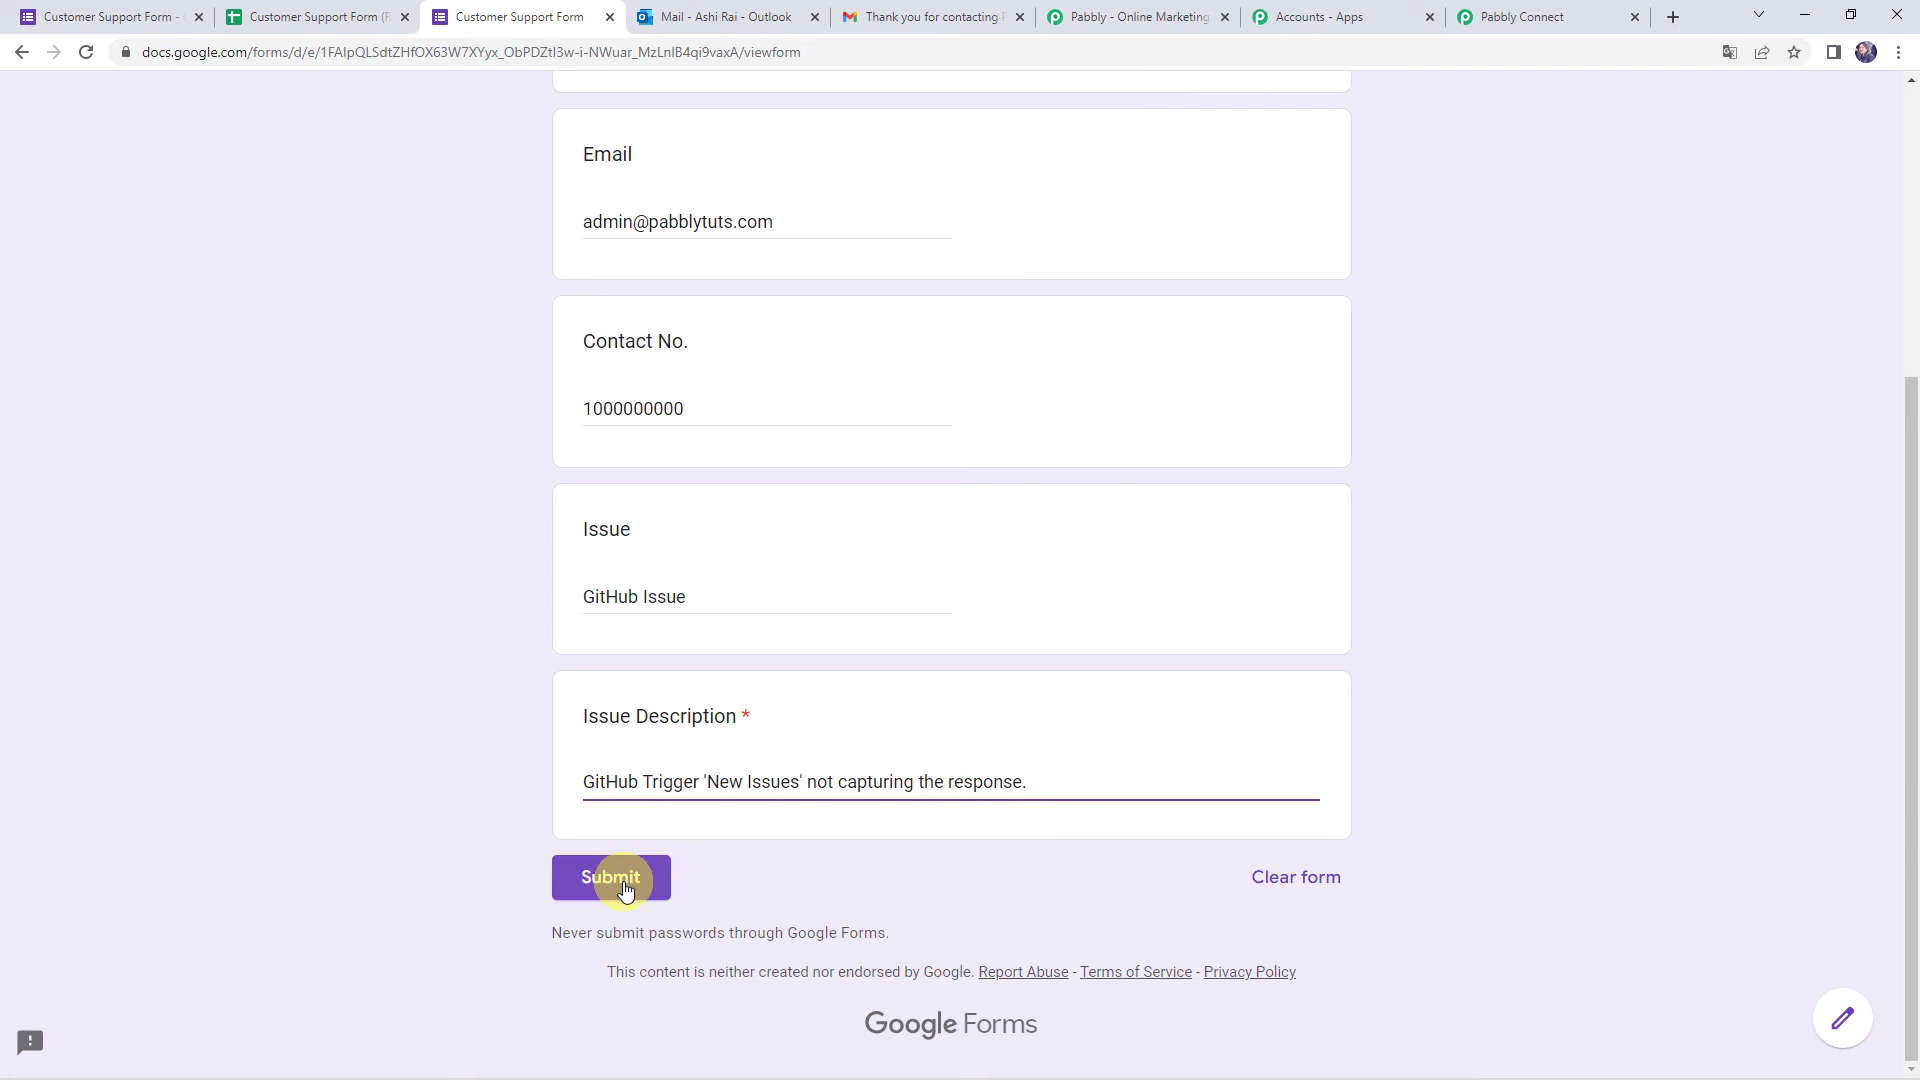 Customer Support Form -
Customer Support Form (R
Customer Support Form
Mail - Ashi Rai - Outlook
Thank you for contacting P
Pabbly - Online Marketing
Accounts - Apps
Pabbly Connect
docs.google.com/forms/d/e/1FAIpQLSdtZHfOX63W7XYyx_ObPDZtI3w-i-NWuar_MzLnIB4qi9vaxA/viewform
Email
admin@pabblytuts.com
Contact No.
1000000000
Issue
GitHub Issue
Issue Description *
GitHub Trigger 'New Issues' not capturing the response.
Submit
Clear form
Never submit passwords through Google Forms.
This content is neither created nor endorsed by Google. Report Abuse - Terms of Service - Privacy Policy
Google Forms